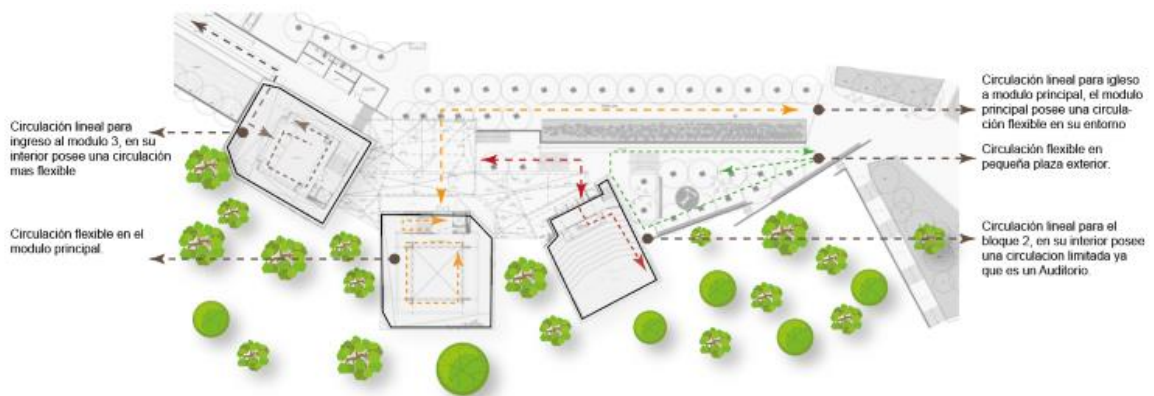 Circulación lineal para
ingreso al modulo 3, en su
interior posee una circulación
mas flexible
Circulación flexible en el
modulo principal.
Circulación lineal para igleso
a modulo principal, el modulo
principal posee una circula-
ción flexible en su entorno
Circulación flexible en
pequeña plaza exterior.
Circulación lineal para el
bloque 2, en su interior posee
una circulacion limitada ya
que es un Auditorio.